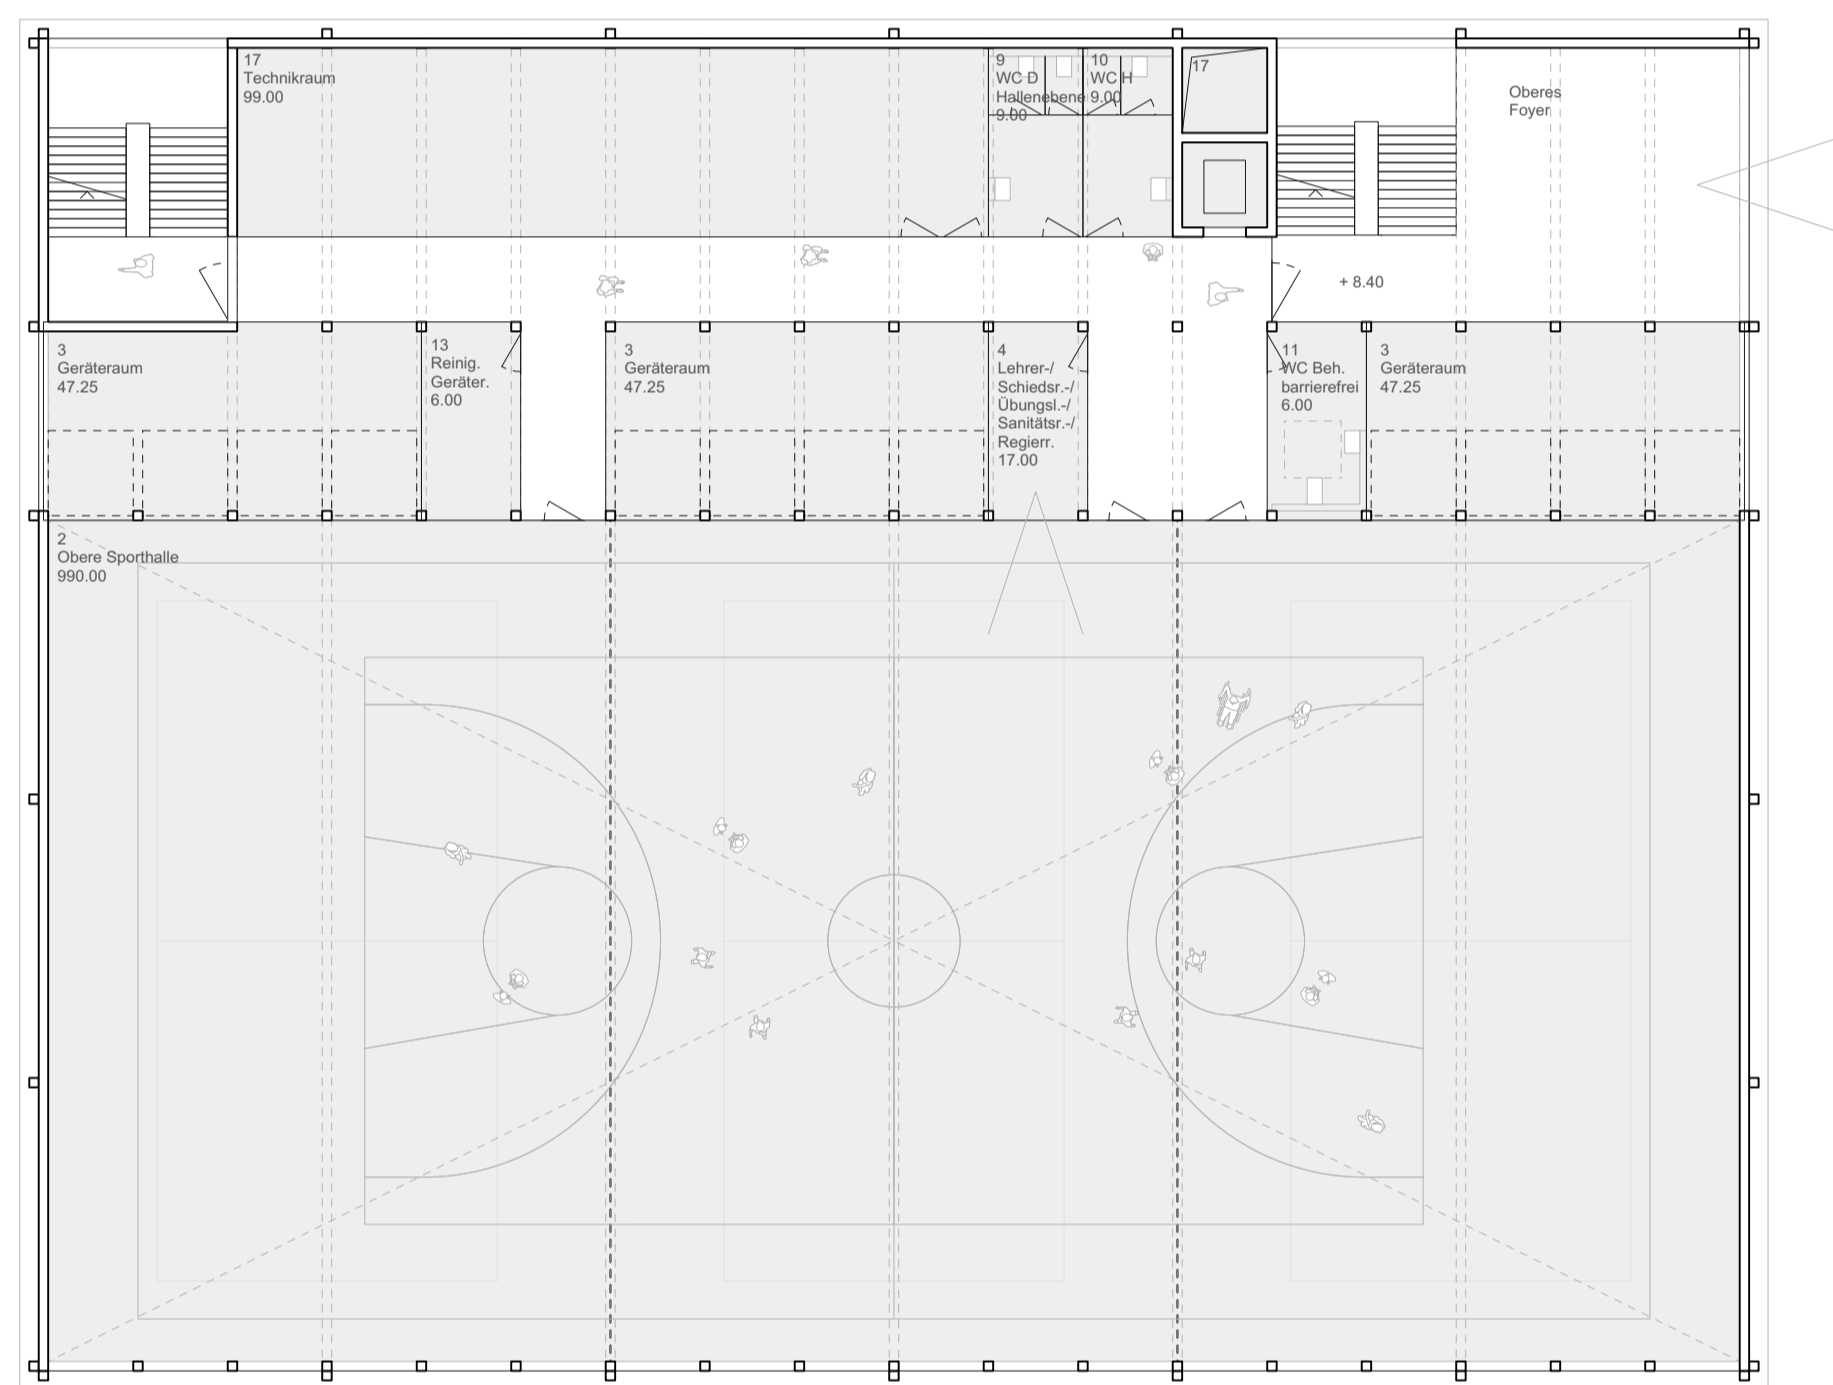 17
Technikraum
99.00
9
WC D
Hallenebene
9.00
10
WC H
9.00
17
Oberes
Foyer
+ 8.40
3
Geräteraum
47.25
13
Reinig.
Geräter.
6.00
3
Geräteraum
47.25
4
Lehrer-/
Schiedsr.-/
Übungsl.-/
Sanitätsr.-/
Regierr.
17.00
11
WC Beh.
barrierefrei
6.00
3
Geräteraum
47.25
2
Obere Sporthalle
990.00